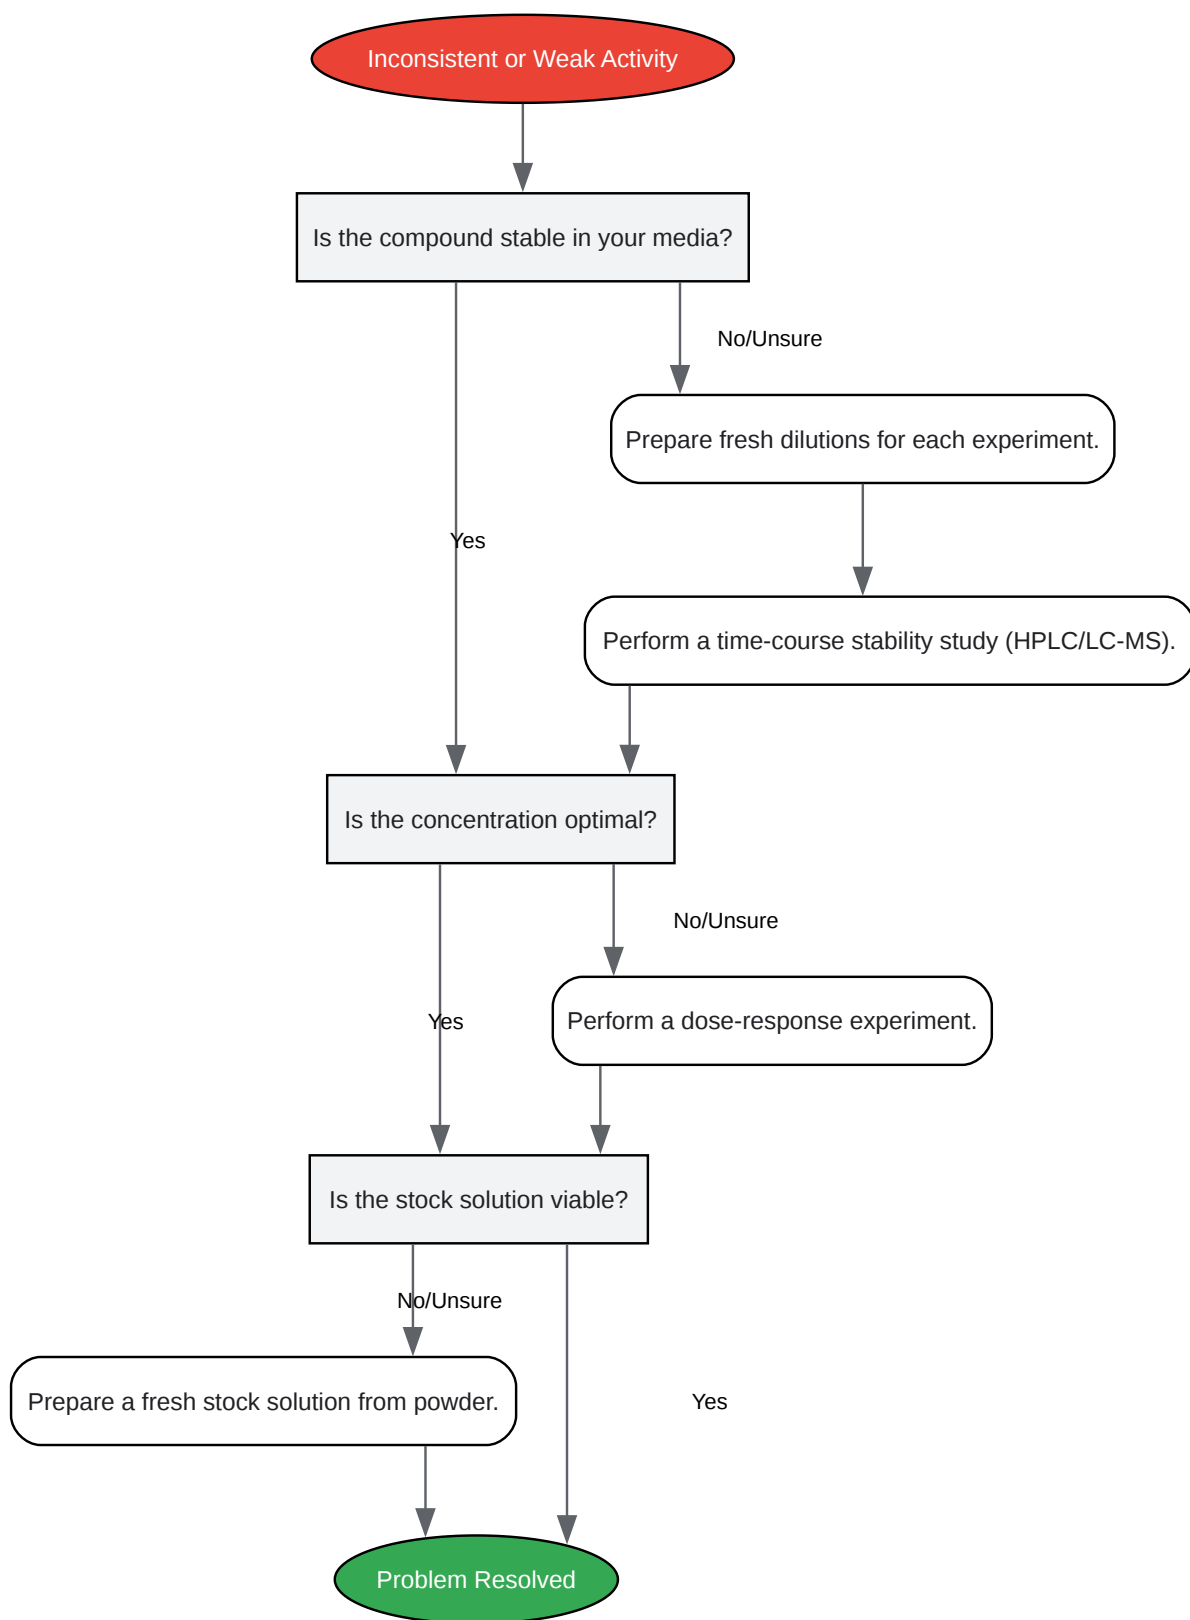 Inconsistent or Weak Activity
Is the compound stable in your media?
No/Unsure
Prepare fresh dilutions for each experiment.
Yes
Perform a time-course stability study (HPLC/LC-MS).
Is the concentration optimal?
No/Unsure
Perform a dose-response experiment.
Yes
Is the stock solution viable?
No/Unsure
Prepare a fresh stock solution from powder.
Yes
Problem Resolved